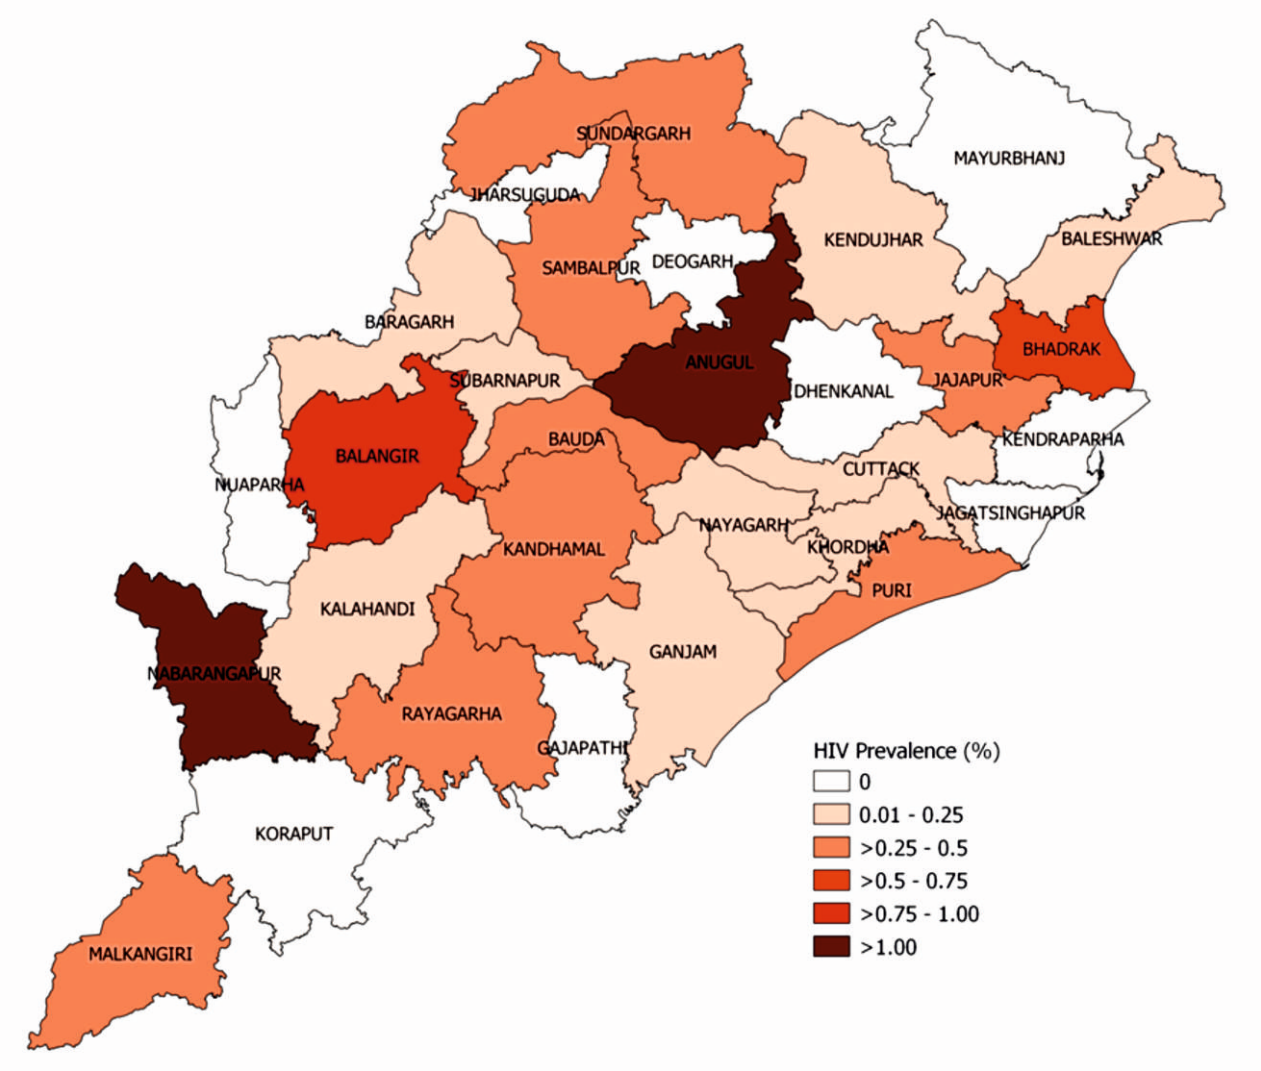 SUNDARGARH
MAYURBHANJ
JHARSUGUDA
KENDUJHAR
BALESHWAR
SAMBALPUR
DEOGARH
BARAGARH
BHADRAK
ANUGUL
SUBARNAPUR
JAJAPUR
DHENKANAL
BAUDA
KENDRAPARHA
BALANGIR
CUTTACK
NUAPARHA
JAGATSINGHAPUR
NAYAGARH
KHORDHA
KANDHAMAL
PURI
KALAHANDI
GANJAM
NABARANGAPUR
RAYAGARHA
GAJAPATHI
KORAPUT
MALKANGIRI
HIV Prevalence (%)
0
0.01 - 0.25
>0.25 - 0.5
>0.5 - 0.75
>0.75 - 1.00
>1.00